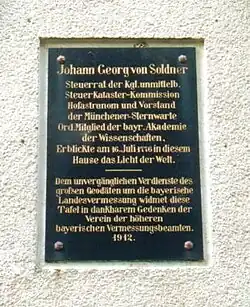 Johann Georg von Soldner
Steuerrat der Kgl. unmittelb.
Steuer Kataster-Kommission
Hofastronom und Vorstand
der Münchener-Sternwarte
Ord. Mitglied der bayr. Akademie
der Wissenschaften,
Erblickte am 16. Juli 1776 in diesem
Hause das Licht der Welt.
Dem unvergänglichen Verdienste des
großen Geodäten um die bayerische
Landesvermessung widmet diese
Tafel in dankbarem Gedenken der
Verein der höheren
bayerischen Vermessungsbeamten.
1912.